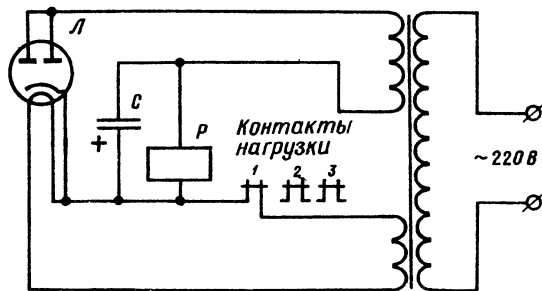 Л
C
+
P
Контакты
нагрузки
1 2 3
~220 В